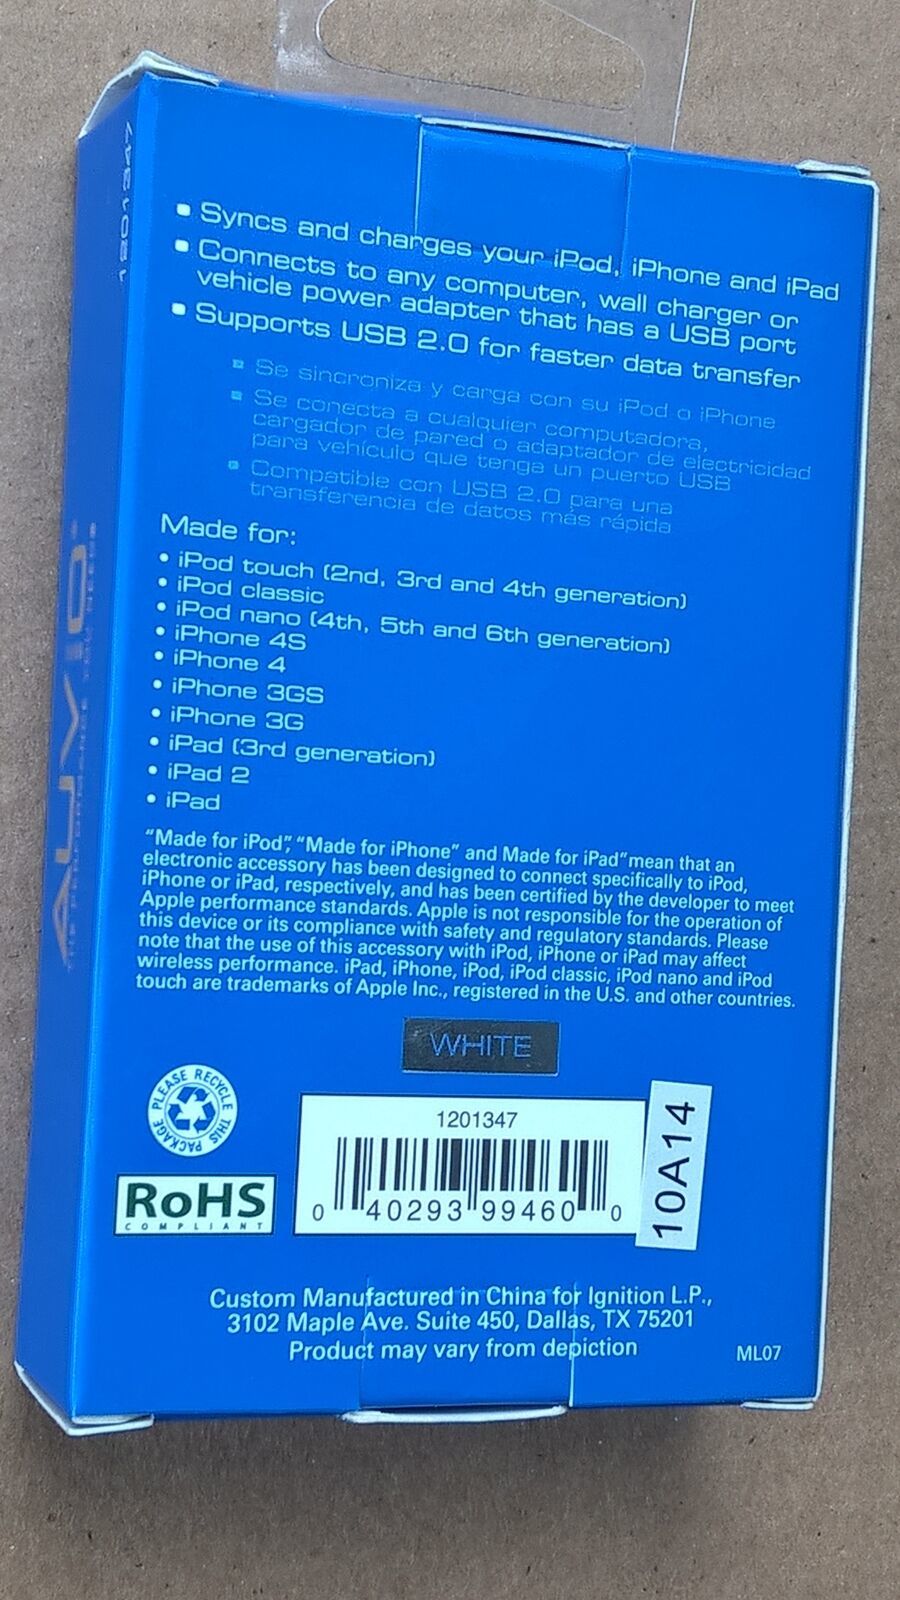 1201347
AUVIO®
THE PERFORMANCE YOU NEED
▪ Syncs and charges your iPod, iPhone and iPad
▪ Connects to any computer, wall charger or
vehicle power adapter that has a USB port
▪ Supports USB 2.0 for faster data transfer
▪ Se sincroniza y carga con su iPod o iPhone
▪ Se conecta a cualquier computadora,
cargador de pared o adaptador de electricidad
para vehículo que tenga un puerto USB
▪ Compatible con USB 2.0 para una
transferencia de datos más rápida
Made for:
• iPod touch (2nd, 3rd and 4th generation)
• iPod classic
• iPod nano (4th, 5th and 6th generation)
• iPhone 4S
• iPhone 4
• iPhone 3GS
• iPhone 3G
• iPad (3rd generation)
• iPad 2
• iPad
“Made for iPod”, “Made for iPhone” and Made for iPad” mean that an
electronic accessory has been designed to connect specifically to iPod,
iPhone or iPad, respectively, and has been certified by the developer to meet
Apple performance standards. Apple is not responsible for the operation of
this device or its compliance with safety and regulatory standards. Please
note that the use of this accessory with iPod, iPhone or iPad may affect
wireless performance. iPad, iPhone, iPod, iPod classic, iPod nano and iPod
touch are trademarks of Apple Inc., registered in the U.S. and other countries.
WHITE
PLEASE RECYCLE THIS PACKAGE
RoHS
COMPLIANT
1201347
0 40293 99460 0
10A14
Custom Manufactured in China for Ignition L.P.,
3102 Maple Ave. Suite 450, Dallas, TX 75201
Product may vary from depiction
ML07